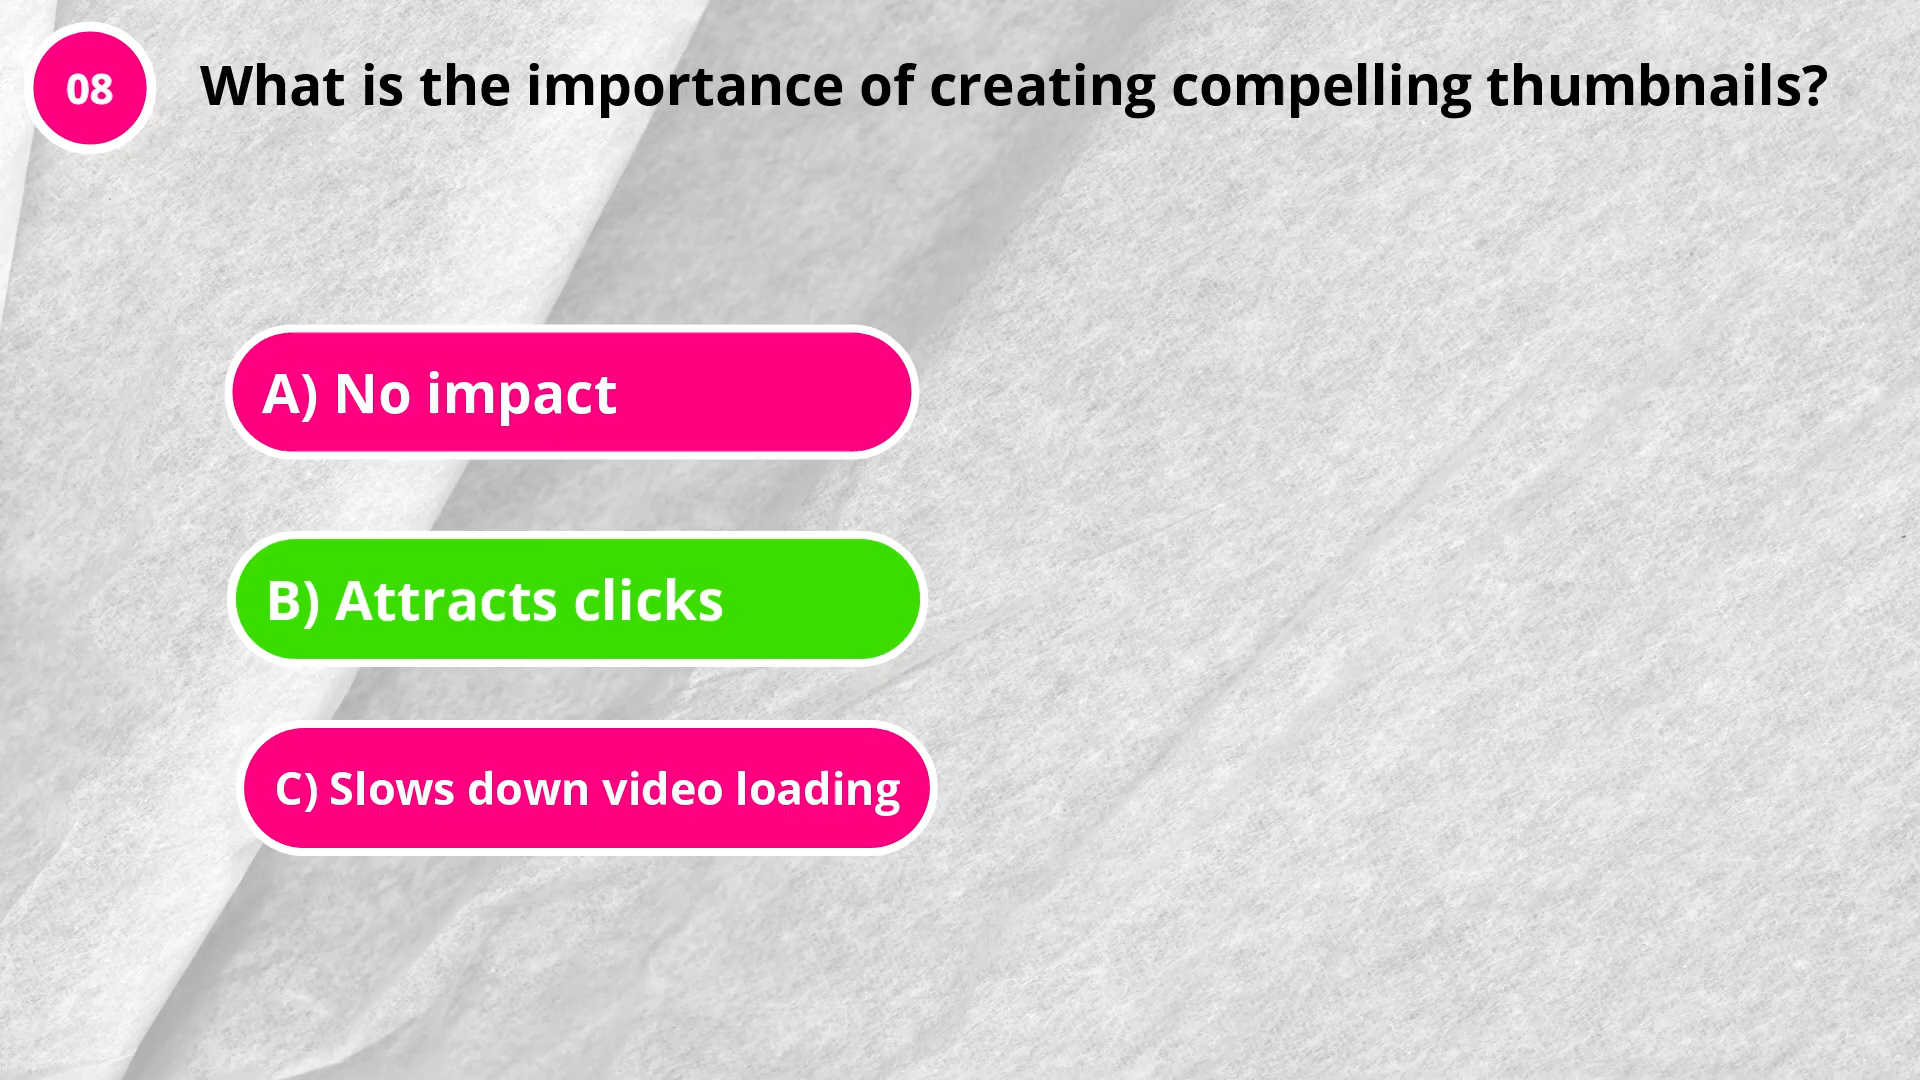 08
What is the importance of creating compelling thumbnails?
A) No impact
B) Attracts clicks
C) Slows down video loading